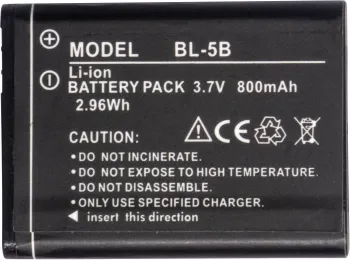 MODEL BL-5B
Li-ion
BATTERY PACK 3.7V 800mAh
2.96Wh
CAUTION:
• DO NOT INCINERATE.
• DO NOT EXPOSE TO HIGH TEMPERATURE.
• DO NOT DISASSEMBLE.
• ONLY USE SPECIFIED CHARGER.
insert this way